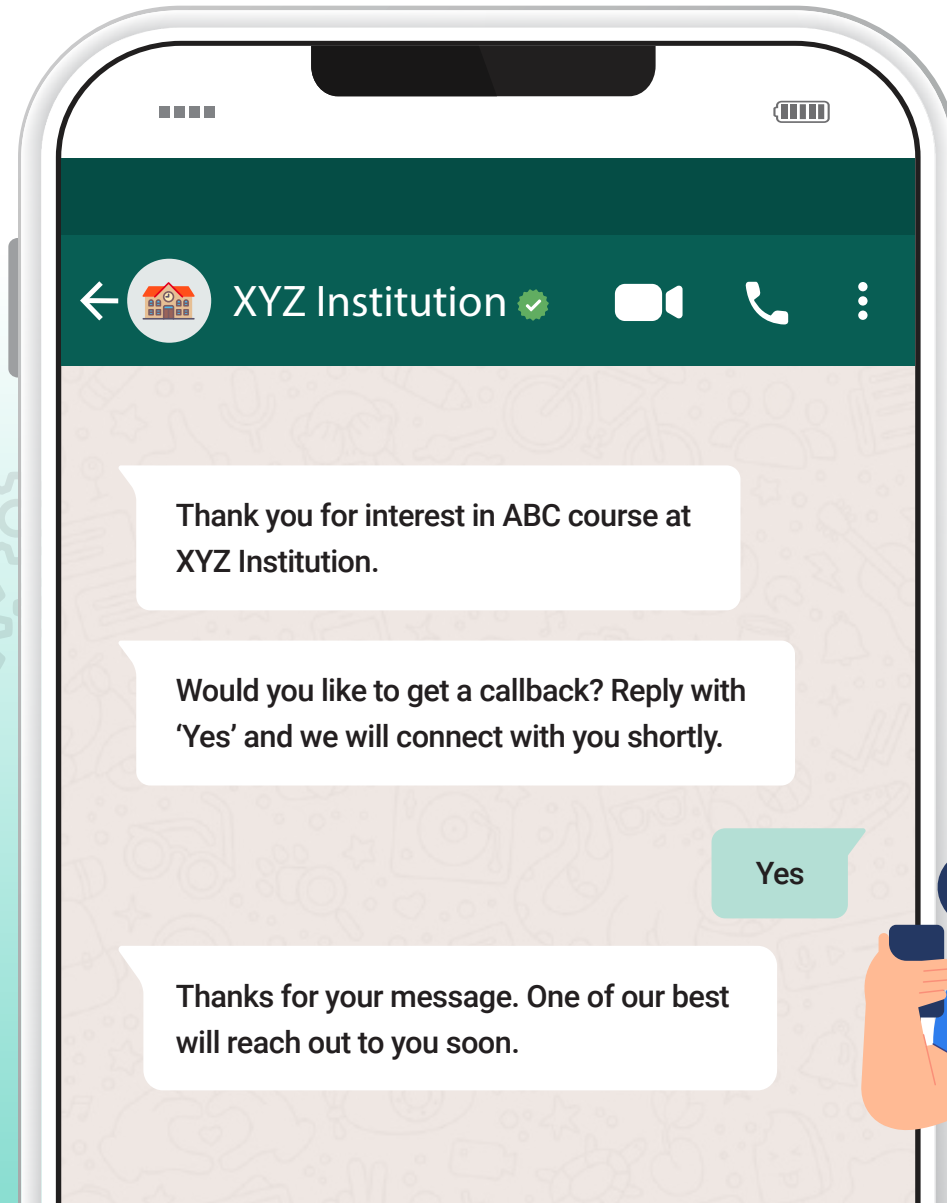 XYZ Institution
Thank you for interest in ABC course at
XYZ Institution.
Would you like to get a callback? Reply with
‘Yes’ and we will connect with you shortly.
Yes
Thanks for your message. One of our best
will reach out to you soon.